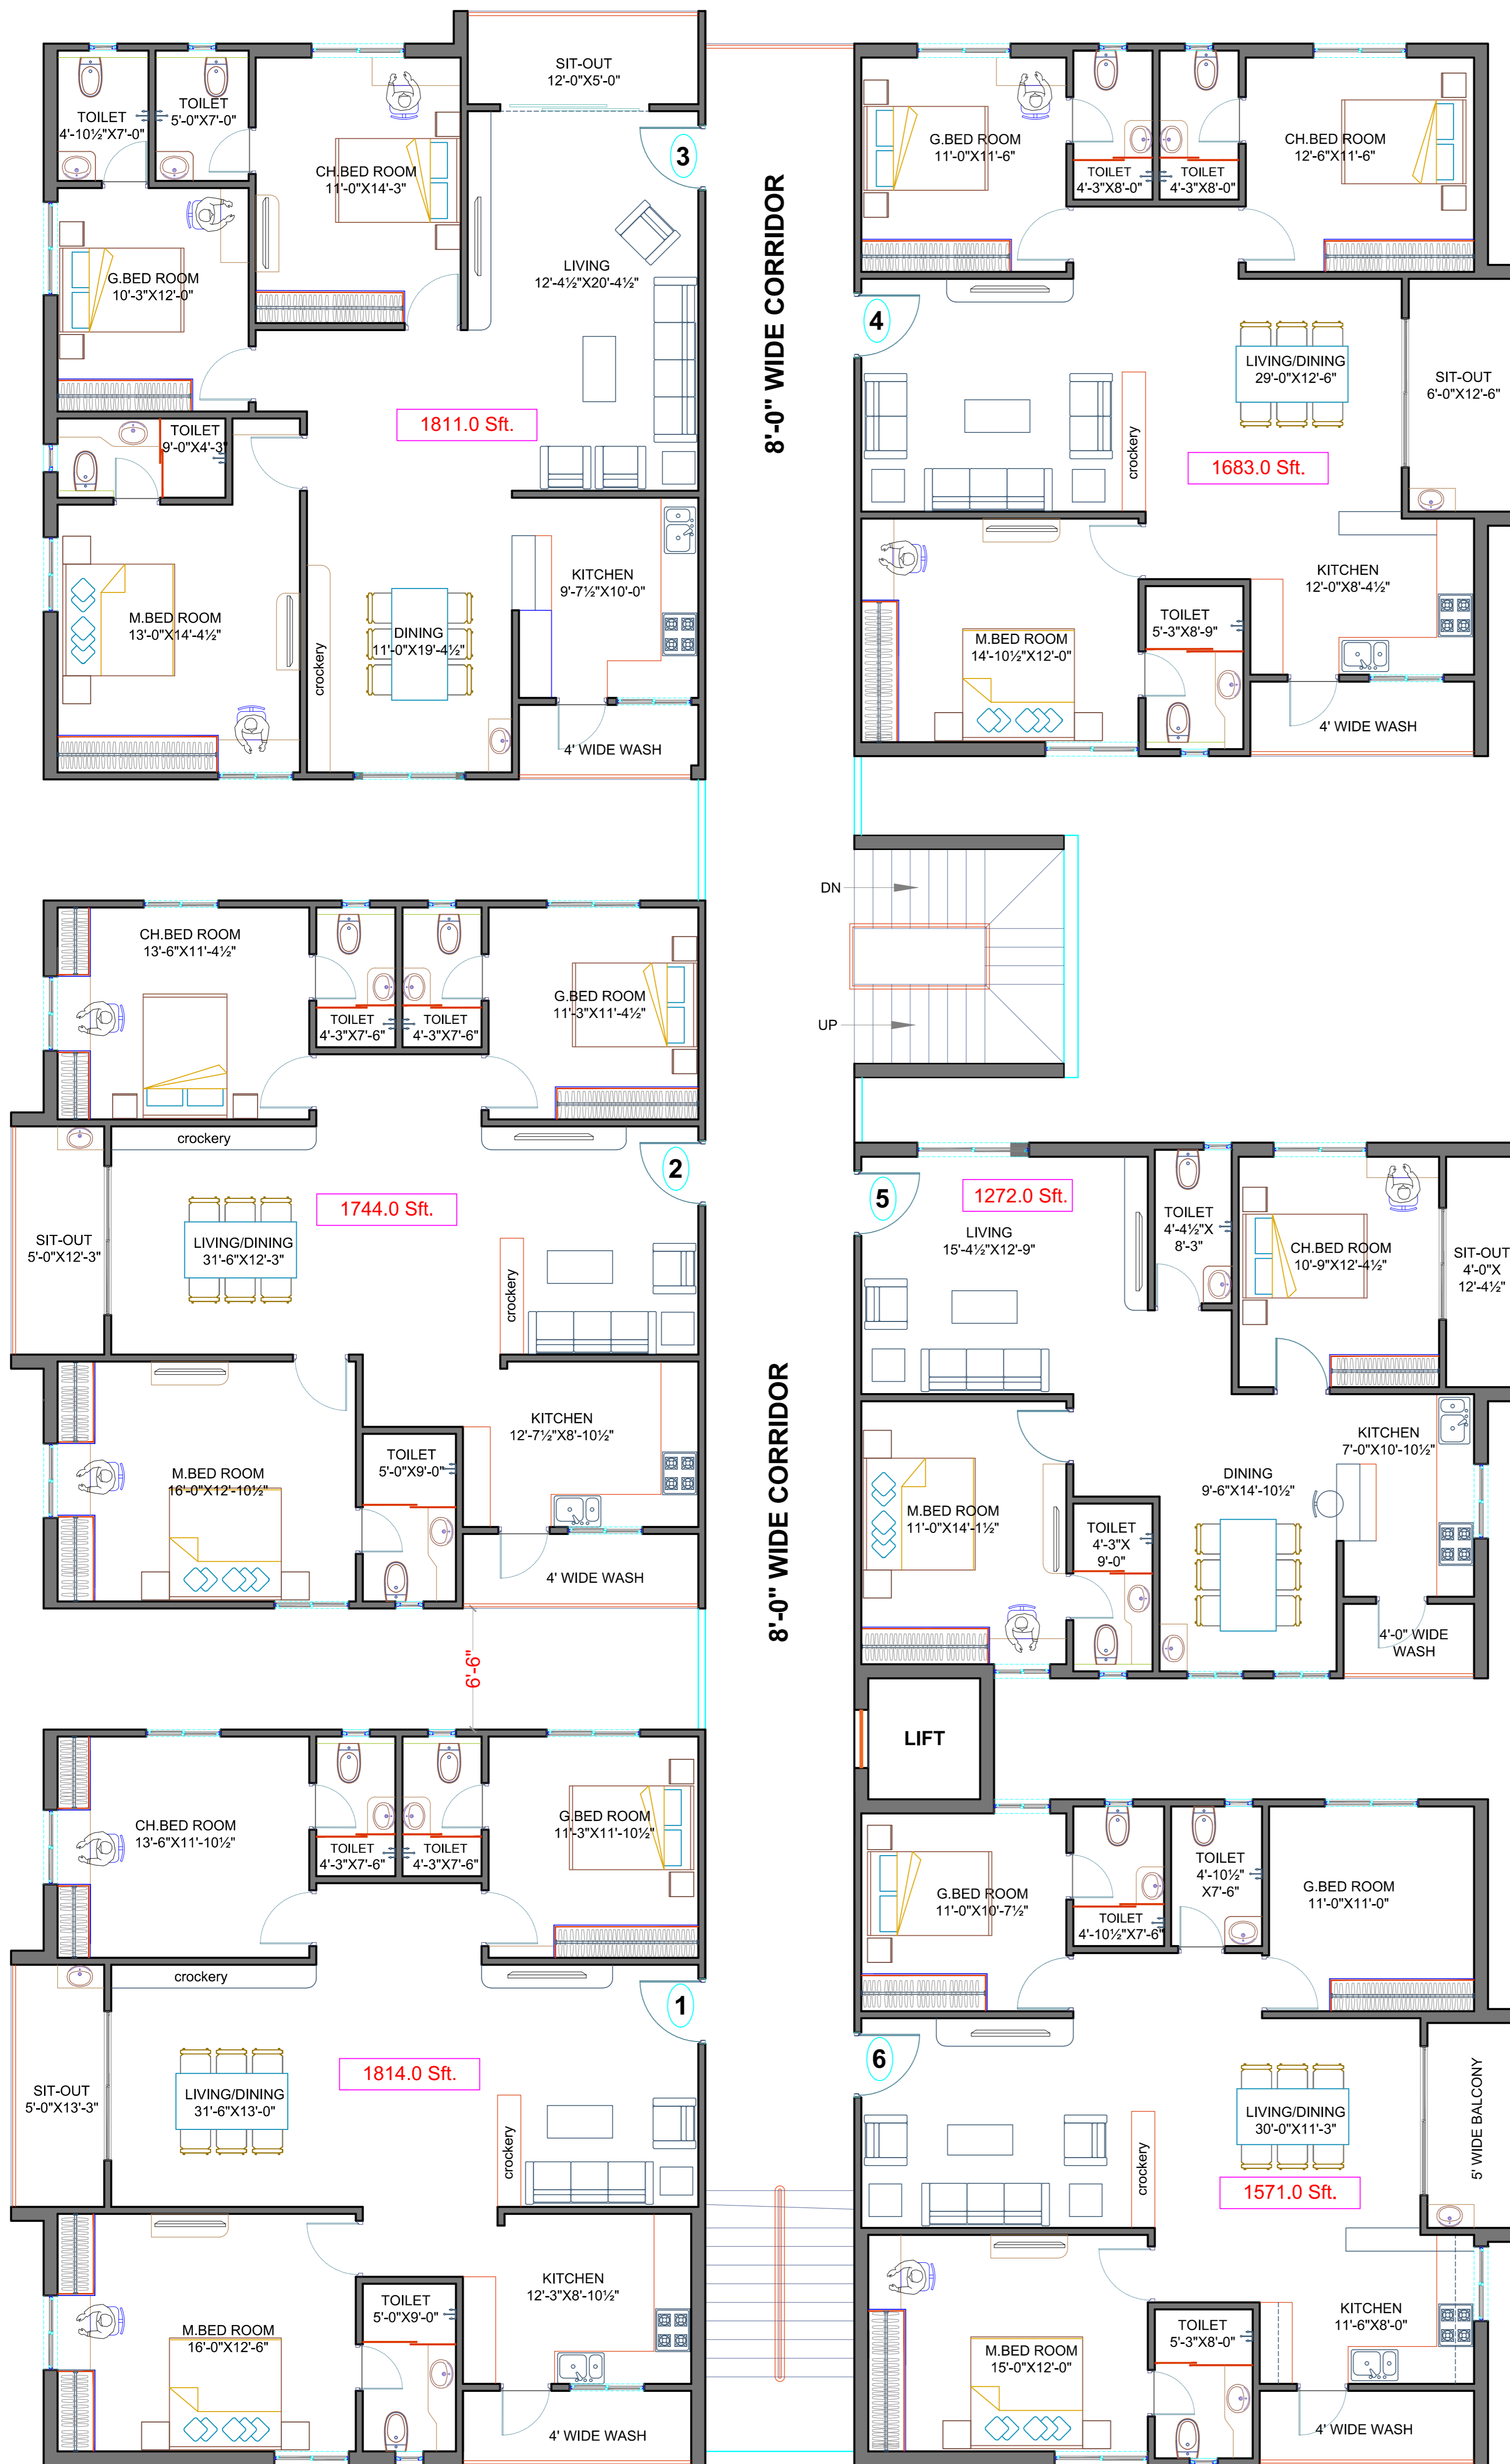 SIT-OUT
12'-0"X5'-0"
TOILET
4'-10½"X7'-0"
TOILET
5'-0"X7'-0"
CH.BED ROOM
11'-0"X14'-3"
3
G.BED ROOM
10'-3"X12'-0"
LIVING
12'-4½"X20'-4½"
1811.0 Sft.
TOILET
9'-0"X4'-3"
M.BED ROOM
13'-0"X14'-4½"
crockery
DINING
11'-0"X19'-4½"
KITCHEN
9'-7½"X10'-0"
4' WIDE WASH
8'-0" WIDE CORRIDOR
G.BED ROOM
11'-0"X11'-6"
TOILET
4'-3"X8'-0"
TOILET
4'-3"X8'-0"
CH.BED ROOM
12'-6"X11'-6"
4
LIVING/DINING
29'-0"X12'-6"
SIT-OUT
6'-0"X12'-6"
crockery
1683.0 Sft.
KITCHEN
12'-0"X8'-4½"
TOILET
5'-3"X8'-9"
M.BED ROOM
14'-10½"X12'-0"
4' WIDE WASH
DN
UP
CH.BED ROOM
13'-6"X11'-4½"
TOILET
4'-3"X7'-6"
TOILET
4'-3"X7'-6"
G.BED ROOM
11'-3"X11'-4½"
crockery
2
1744.0 Sft.
SIT-OUT
5'-0"X12'-3"
LIVING/DINING
31'-6"X12'-3"
crockery
KITCHEN
12'-7½"X8'-10½"
TOILET
5'-0"X9'-0"
M.BED ROOM
16'-0"X12'-10½"
4' WIDE WASH
6'-6"
8'-0" WIDE CORRIDOR
5
1272.0 Sft.
LIVING
15'-4½"X12'-9"
TOILET
4'-4½"X
8'-3"
CH.BED ROOM
10'-9"X12'-4½"
SIT-OUT
4'-0"X
12'-4½"
KITCHEN
7'-0"X10'-10½"
DINING
9'-6"X14'-10½"
M.BED ROOM
11'-0"X14'-1½"
TOILET
4'-3"X
9'-0"
4'-0" WIDE
WASH
LIFT
CH.BED ROOM
13'-6"X11'-10½"
TOILET
4'-3"X7'-6"
TOILET
4'-3"X7'-6"
G.BED ROOM
11'-3"X11'-10½"
crockery
1
1814.0 Sft.
SIT-OUT
5'-0"X13'-3"
LIVING/DINING
31'-6"X13'-0"
crockery
KITCHEN
12'-3"X8'-10½"
TOILET
5'-0"X9'-0"
M.BED ROOM
16'-0"X12'-6"
4' WIDE WASH
G.BED ROOM
11'-0"X10'-7½"
TOILET
4'-10½"X7'-6"
TOILET
4'-10½"
X7'-6"
G.BED ROOM
11'-0"X11'-0"
6
LIVING/DINING
30'-0"X11'-3"
5' WIDE BALCONY
crockery
1571.0 Sft.
KITCHEN
11'-6"X8'-0"
TOILET
5'-3"X8'-0"
M.BED ROOM
15'-0"X12'-0"
4' WIDE WASH